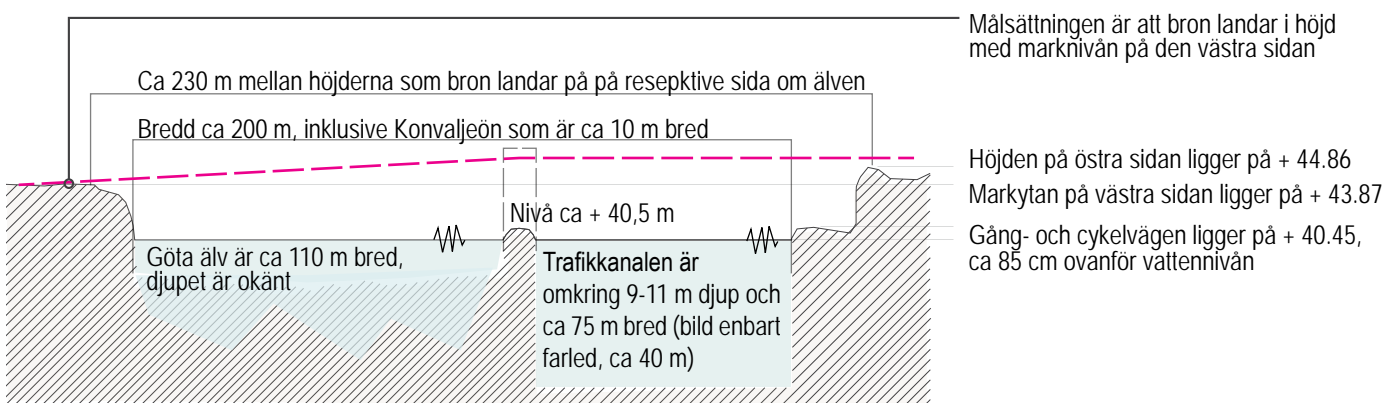 Målsättningen är att bron landar i höjd
med marknivån på den västra sidan
Ca 230 m mellan höjderna som bron landar på på resepktive sida om älven
Bredd ca 200 m, inklusive Konvaljeön som är ca 10 m bred
Höjden på östra sidan ligger på + 44.86
Markytan på västra sidan ligger på + 43.87
Nivå ca + 40,5 m
Gång- och cykelvägen ligger på + 40.45,
ca 85 cm ovanför vattennivån
Göta älv är ca 110 m bred,
djupet är okänt
Trafikkanalen är
omkring 9-11 m djup och
ca 75 m bred (bild enbart
farled, ca 40 m)